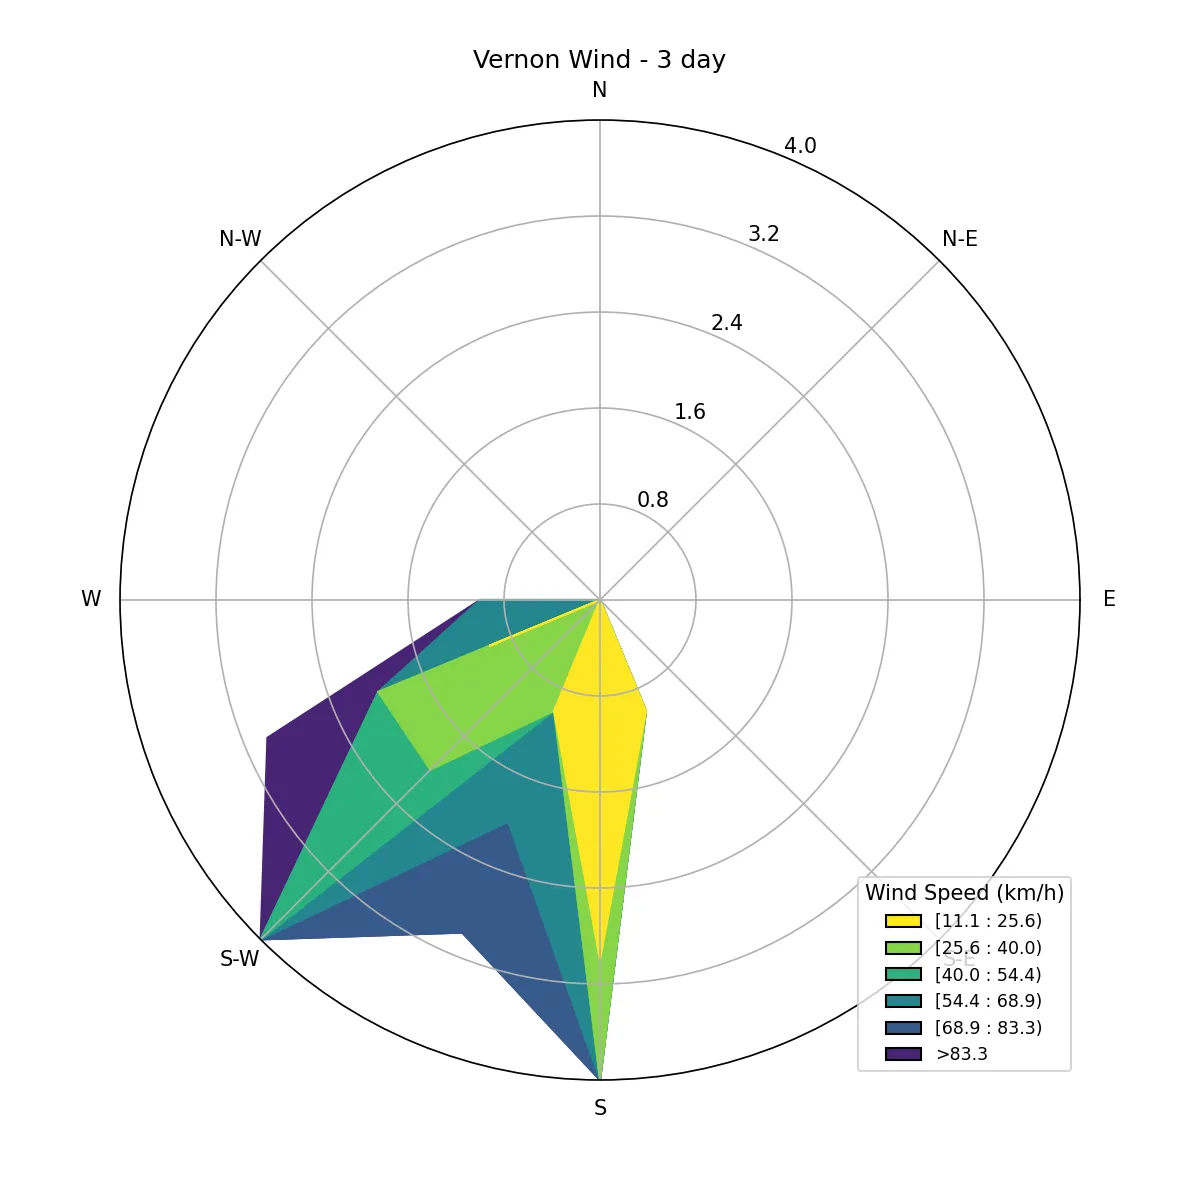 Vernon Wind - 3 day
N
4.0
N-W
3.2
N-E
2.4
1.6
0.8
W
E
Wind Speed (km/h)
[11.1 : 25.6)
[25.6 : 40.0)
S-W
S-E
[40.0 : 54.4)
[54.4 : 68.9)
[68.9 : 83.3)
>83.3
S